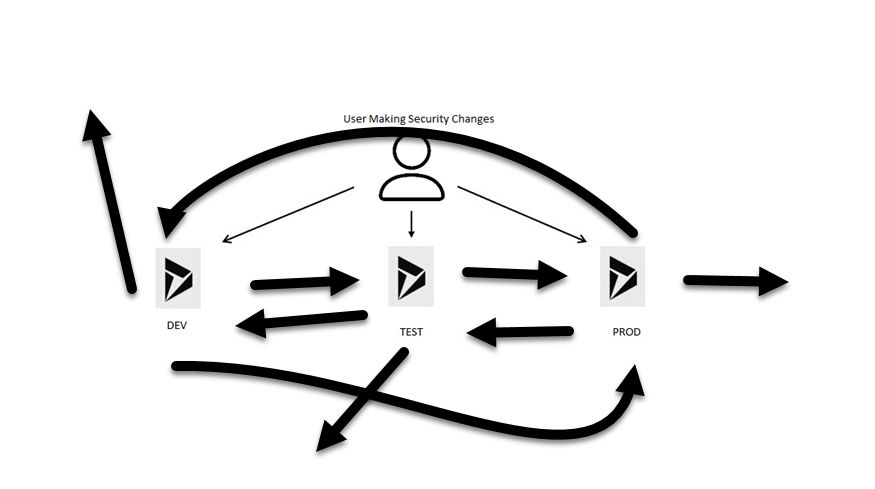 User Making Security Changes
DEV
TEST
PROD